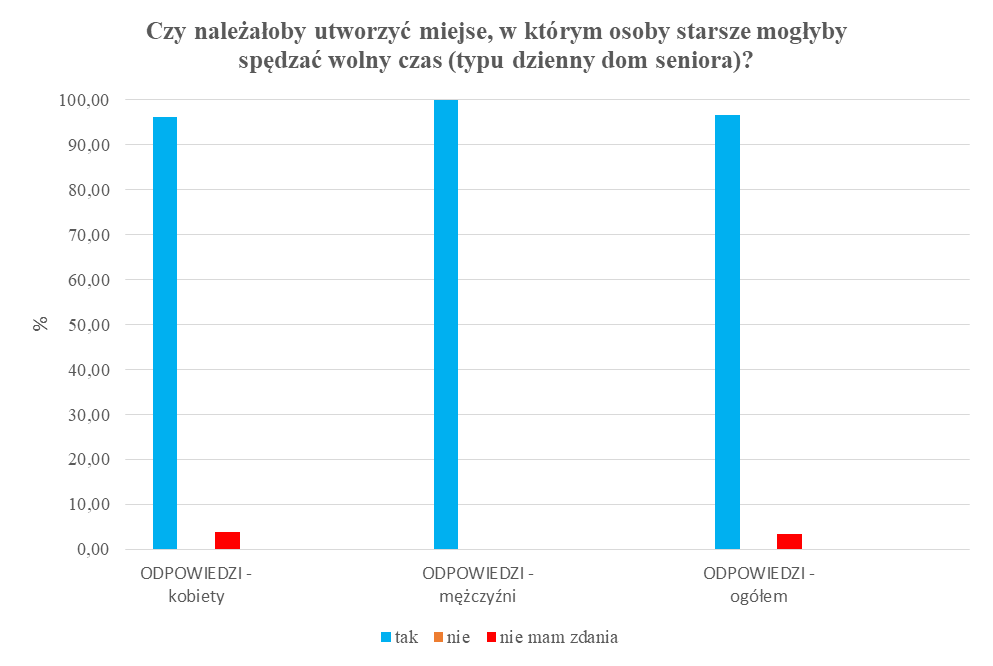 Czy należałoby utworzyć miejse, w którym osoby starsze mogłyby
spędzać wolny czas (typu dzienny dom seniora)?
100,00
90,00
80,00
70,00
60,00
50,00
40,00
30,00
20,00
10,00
0,00
%
ODPOWIEDZI -
kobiety
ODPOWIEDZI -
mężczyźni
ODPOWIEDZI -
ogółem
tak nie nie mam zdania